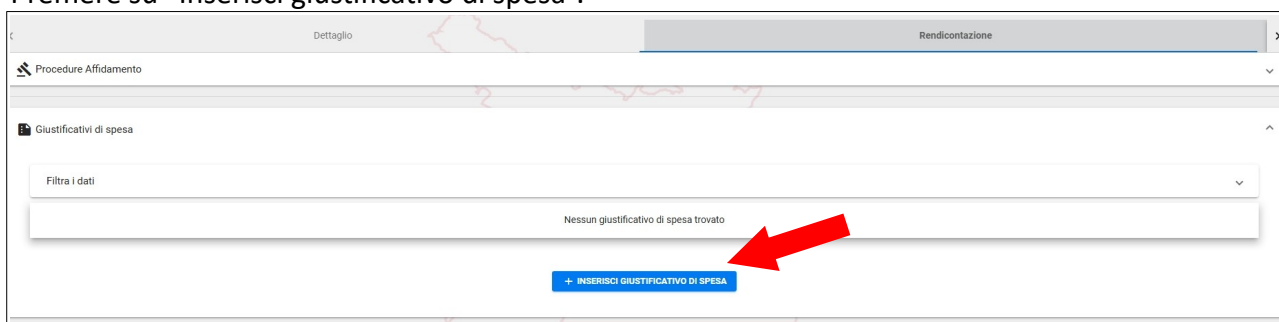 Premere su "Inserisci giustificativo di spesa".
Dettaglio
Rendicontazione
Procedure Affidamento
Giustificativi di spesa
Filtra i dati
Nessun giustificativo di spesa trovato
+ INSERISCI GIUSTIFICATIVO DI SPESA